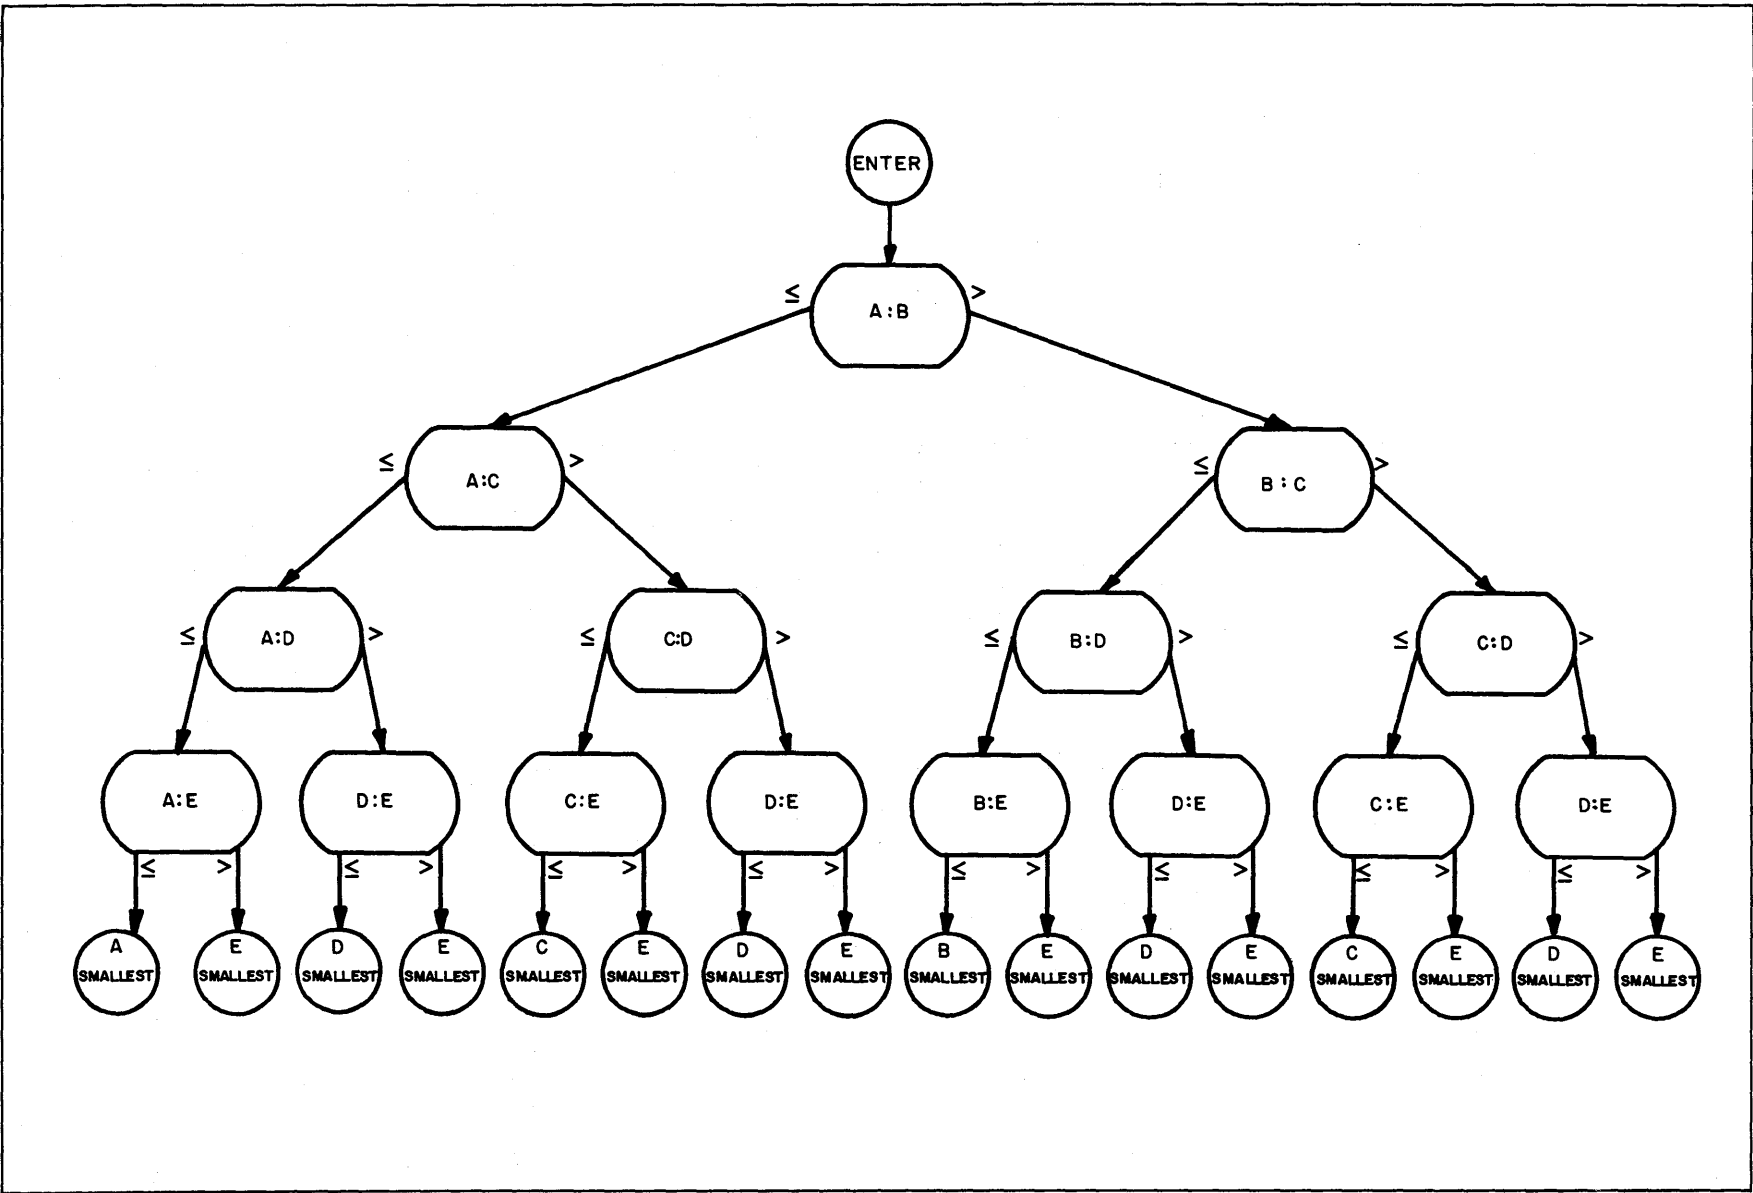 ENTER
≤ >
A:B
≤ >
A:C
≤ >
B:C
≤ >
A:D
≤ >
C:D
≤ >
B:D
≤ >
C:D
A:E
D:E
C:E
D:E
B:E
D:E
C:E
D:E
≤ >
≤ >
≤ >
≤ >
≤ >
≤ >
≤ >
≤ >
A
SMALLEST
E
SMALLEST
D
SMALLEST
E
SMALLEST
C
SMALLEST
E
SMALLEST
D
SMALLEST
E
SMALLEST
B
SMALLEST
E
SMALLEST
D
SMALLEST
E
SMALLEST
C
SMALLEST
E
SMALLEST
D
SMALLEST
E
SMALLEST